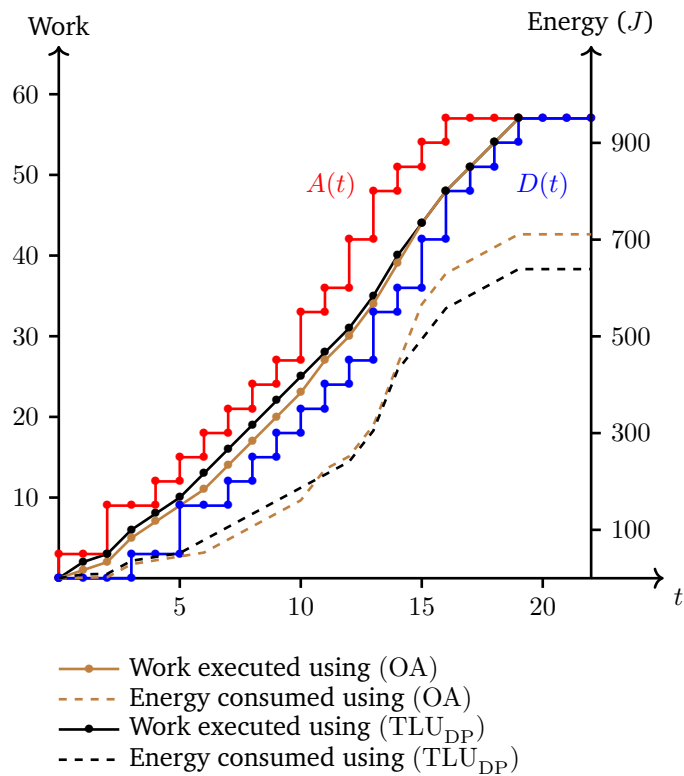 Work Energy (J)
60
50
40
30
20
10
900
700
500
300
100
A(t) D(t)
5 10 15 20 t
Work executed using (OA)
Energy consumed using (OA)
Work executed using (TLU_DP)
Energy consumed using (TLU_DP)